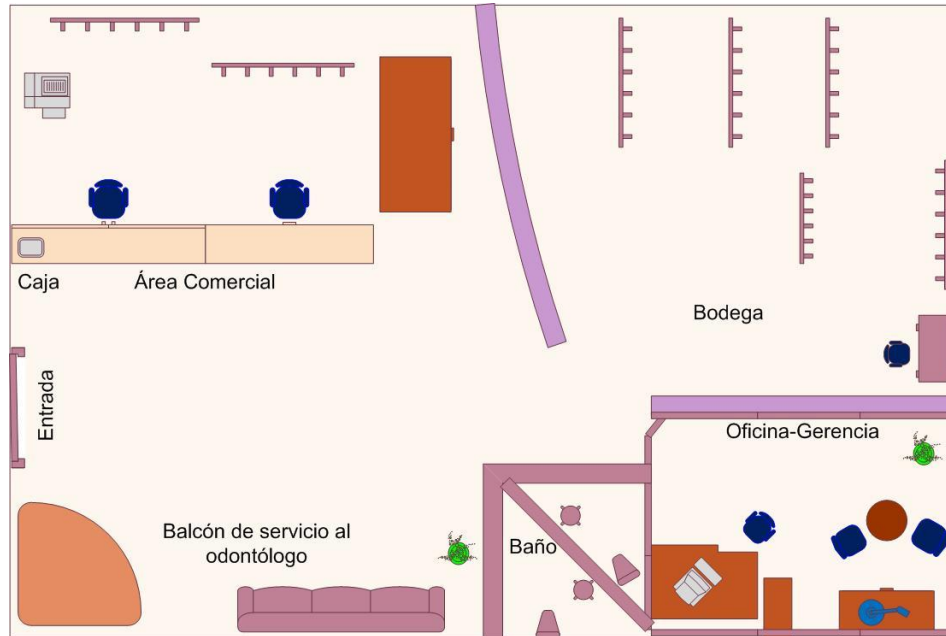 Caja
Área Comercial
Bodega
Entrada
Oficina-Gerencia
Balcón de servicio al
odontólogo
Baño